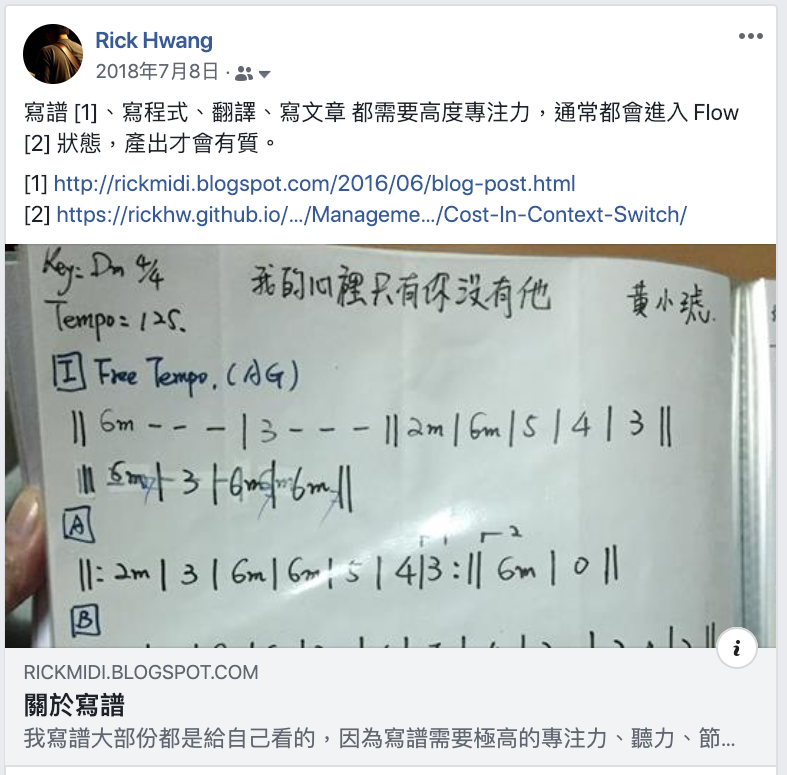 Rick Hwang
2018年7月8日 ·
寫譜 [1]、寫程式、翻譯、寫文章 都需要高度專注力，通常都會進入 Flow
[2] 狀態，產出才會有質。
[1] http://rickmidi.blogspot.com/2016/06/blog-post.html
[2] https://rickhw.github.io/.../Manageme.../Cost-In-Context-Switch/
Key: Dm 4/4
我的心裡只有你沒有他 黃小琥.
Tempo = 125.
I Free Tempo. (AG)
|| 6m - - - | 3 - - - || 2m | 6m | 5 | 4 | 3 ||
A
2
||: 2m | 3 | 6m | 6m | 5 | 4 | 3 :|| 6m | 0 ||
B
RICKMIDI.BLOGSPOT.COM
關於寫譜
我寫譜大部份都是給自己看的，因為寫譜需要極高的專注力、聽力、節...